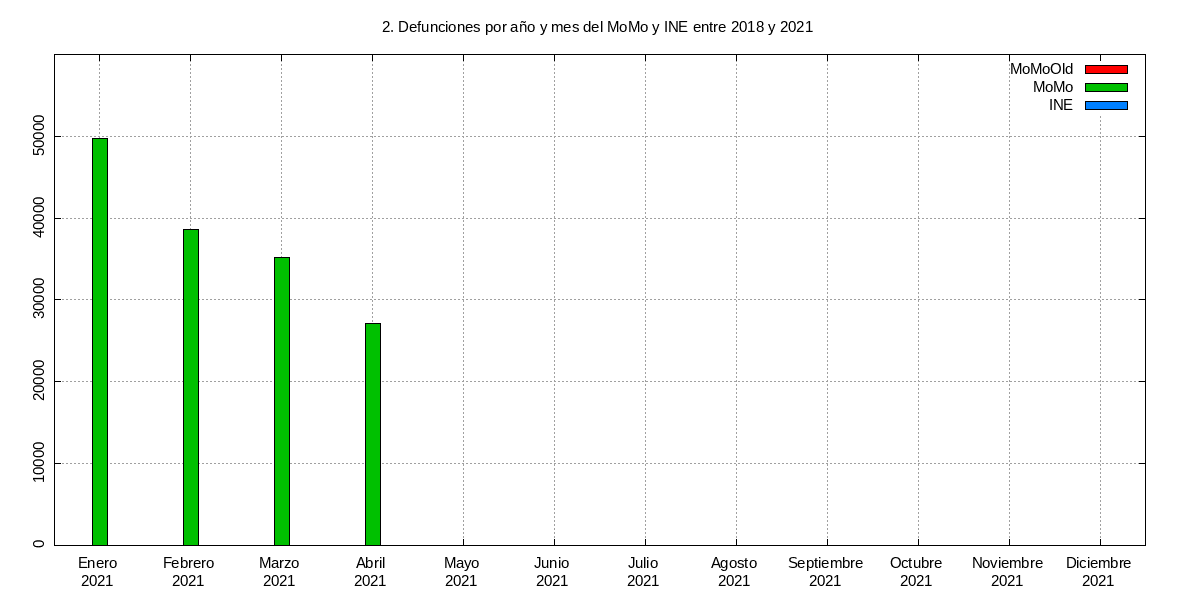 2. Defunciones por año y mes del MoMo y INE entre 2018 y 2021
MoMoOld
MoMo
INE
50000
40000
30000
20000
10000
0
Enero Febrero Marzo Abril Mayo Junio Julio Agosto Septiembre Octubre Noviembre Diciembre
2021 2021 2021 2021 2021 2021 2021 2021 2021 2021 2021 2021